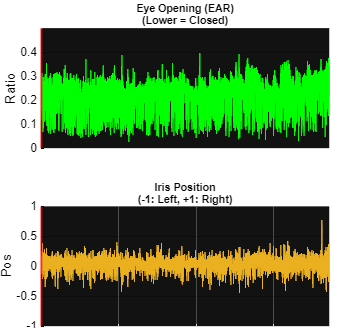 Eye Opening (EAR)
(Lower = Closed)
0.4
0.3
0.2
0.1
0
Ratio
Iris Position
(-1: Left, +1: Right)
1
0.5
0
-0.5
-1
Pos